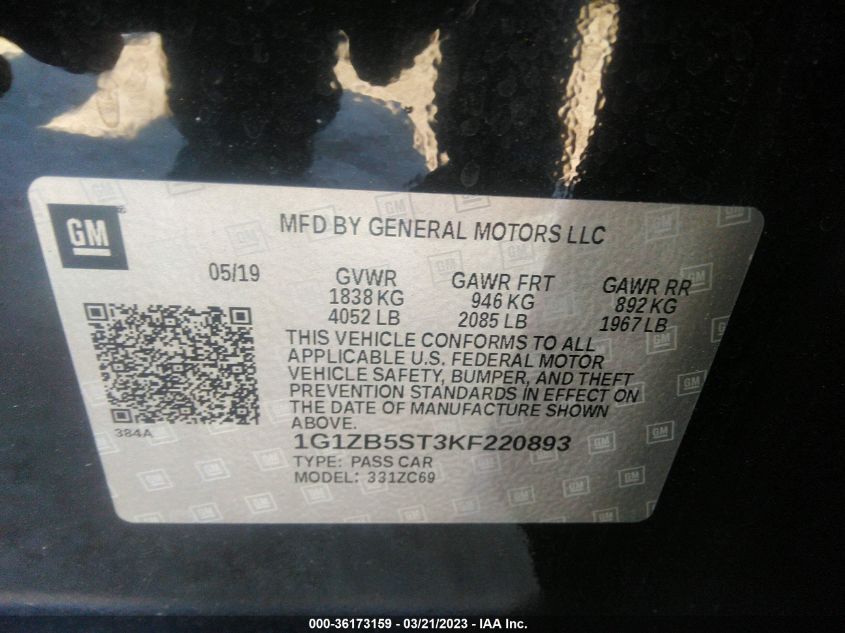 GM
MFD BY GENERAL MOTORS LLC
05/19
GVWR
1838 KG
4052 LB
GAWR FRT
946 KG
2085 LB
GAWR RR
892 KG
1967 LB
THIS VEHICLE CONFORMS TO ALL
APPLICABLE U.S. FEDERAL MOTOR
VEHICLE SAFETY, BUMPER, AND THEFT
PREVENTION STANDARDS IN EFFECT ON
THE DATE OF MANUFACTURE SHOWN
ABOVE.
384A
1G1ZB5ST3KF220893
TYPE: PASS CAR
MODEL: 331ZC69
000-36173159 - 03/21/2023 - IAA Inc.